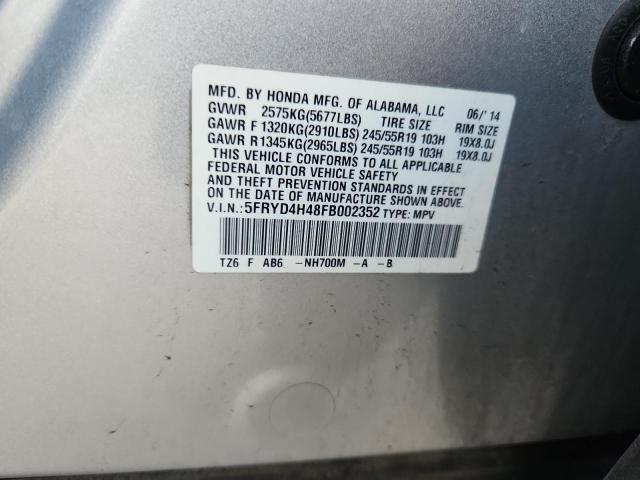 MFD. BY HONDA MFG. OF ALABAMA, LLC 06/' 14
GVWR 2575KG(5677LBS) TIRE SIZE RIM SIZE
GAWR F 1320KG(2910LBS) 245/55R19 103H 19X8.0J
GAWR R1345KG(2965LBS) 245/55R19 103H 19X8.0J
THIS VEHICLE CONFORMS TO ALL APPLICABLE
FEDERAL MOTOR VEHICLE SAFETY
AND THEFT PREVENTION STANDARDS IN EFFECT
ON THE DATE OF MANUFACTURE SHOWN ABOVE.
V.I.N.:5FRYD4H48FB002352 TYPE: MPV
TZ6 F AB6 -NH700M -A -B